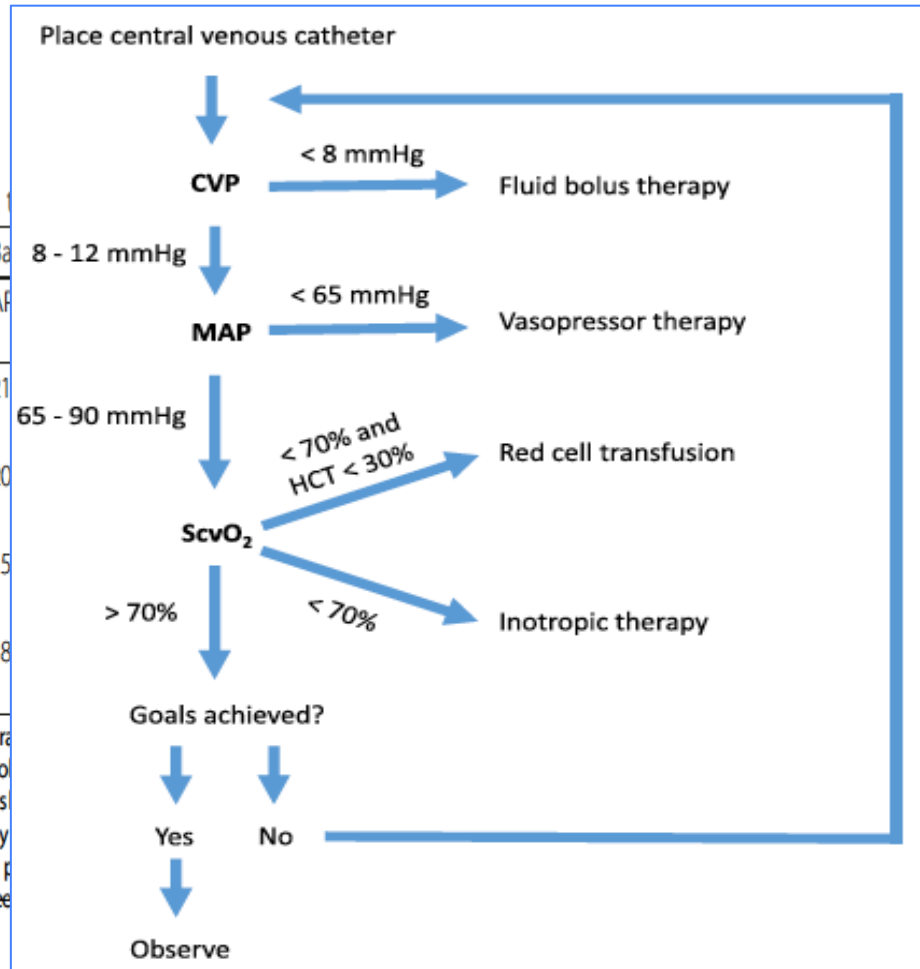 Place central venous catheter
< 8 mmHg
CVP
Fluid bolus therapy
8 - 12 mmHg
< 65 mmHg
MAP
Vasopressor therapy
65 - 90 mmHg
< 70% and
HCT < 30%
Red cell transfusion
ScvO₂
> 70%
< 70%
Inotropic therapy
Goals achieved?
Yes
No
Observe